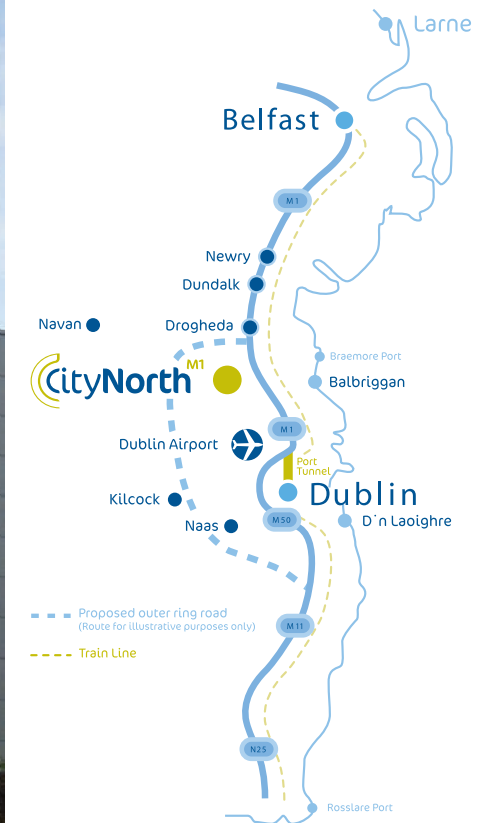 Larne
Belfast
M1
Newry
Dundalk
Drogheda
Navan
CityNorth M1
Braemore Port
Balbriggan
M1
Dublin Airport
Port
Tunnel
Dublin
Kilcock
M50
D`n Laoighre
Naas
Proposed outer ring road
(Route for illustrative purposes only)
M11
Train Line
N25
Rosslare Port